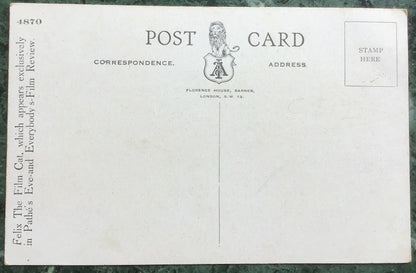 4870
POST CARD
CORRESPONDENCE.
ADDRESS.
STAMP
HERE
FLORENCE HOUSE, BARNES,
LONDON, S.W. 13.
Felix The Film Cat, which appears exclusively
in Pathé's Eve-and Everybody's-Film Review